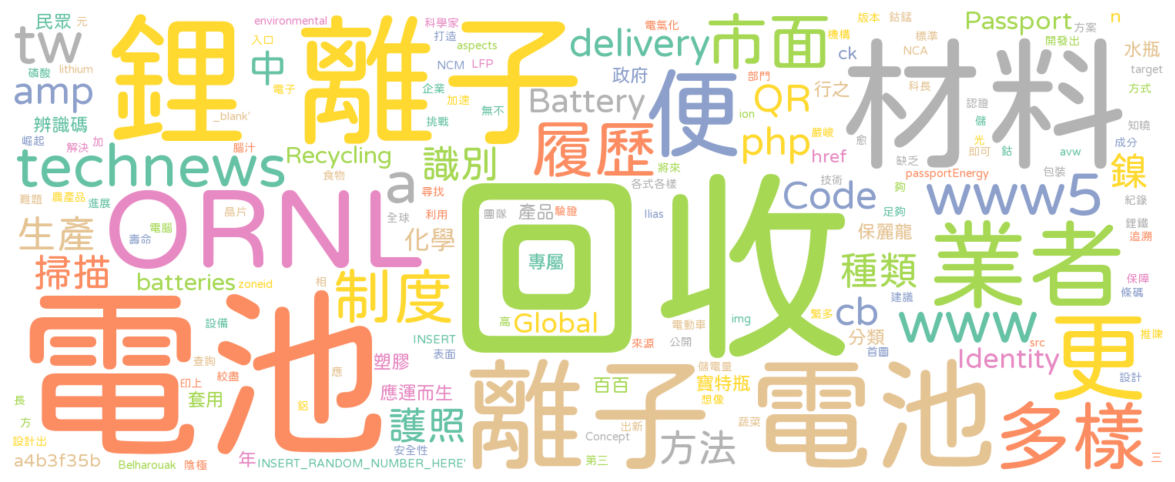 民眾 元
environmental
科學家
電氣化
版本 鈷錳
Passport n
tw
鋰 離子
打造 aspects
delivery 市面
機構 標準
開發出
水瓶
磷酸 lithium
入口
中
NCM LFP
政府
部門
ck
NCA
方案
target
amp
電子
企業 加速
Battery
便
QR
行之
科長
材料
方式
辨識碼
_blank'
挑戰 無不
ion
嚴峻
認證
儲
知曉
崛起 解決 加
腦汁
履歷
php
愈
光
鈷
avw
成分
technews
Recycling
識別
將來
href
缺乏
即可
包裝
鎳
難題 農產品 進展
食物
尋找
a
各式各樣
技術
passportEnergy
www5
紀錄
ORNL
電腦
壽命
晶片
全球
利用
團隊 產品 驗證
Ilias
Code
夠
足夠
鋰鐵
生產
化學
回收
保麗龍
業者
追溯
掃描
batteries
zoneid
制度
相
專屬
種類
建議
保障
條碼
電池
設備
高 Global
電動車
img
繁多
cb
www
更
推陳
查詢
INSERT
表面
來源
公開
分類
首圖
src
印上
絞盡
應
塑膠
儲電量
Identity
設計
長
套用
鋁
應運而生
離子
百百
寶特瓶
想像
電池
多樣
方
護照
出新
蔬菜
設計出
安全性
Concept
方法
a4b3f35b
Belharouak 陰極
年
INSERT_RANDOM_NUMBER_HERE'
第三
三